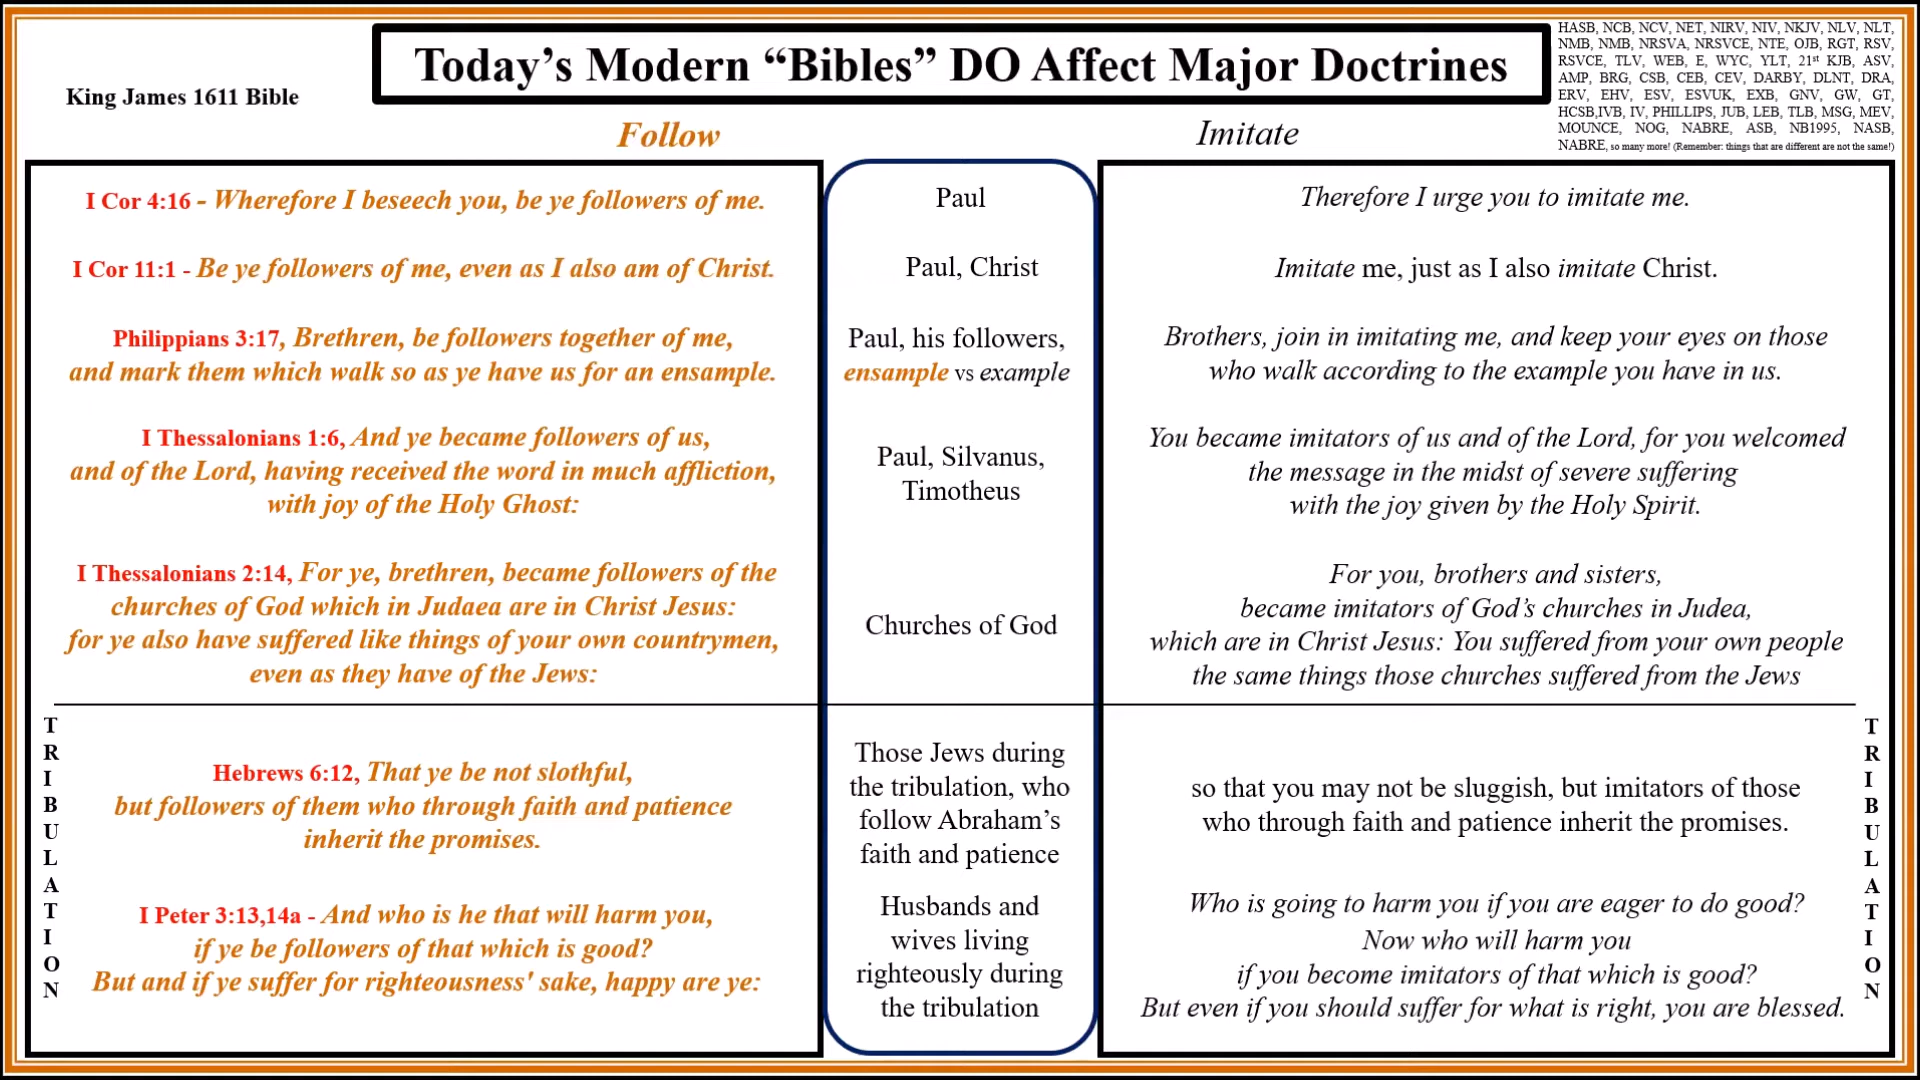 Today's Modern “Bibles” DO Affect Major Doctrines
King James 1611 Bible
HASB, NCB, NCV, NET, NIRV, NIV, NKJV, NLV, NLT,
NMB, NMB, NRSVA, NRSVCE, NTE, OJB, RGT, RSV,
RSVCE, TLV, WEB, E, WYC, YLT, 21st KJB, ASV,
AMP, BRG, CSB, CEB, CEV, DARBY, DLNT, DRA,
ERV, EHV, ESV, ESVUK, EXB, GNV, GW, GT,
HCSB,IVB, IV, PHILLIPS, JUB, LEB, TLB, MSG, MEV,
MOUNCE, NOG, NABRE, ASB, NB1995, NASB,
NABRE, so many more! (Remember: things that are different are not the same!)
Follow
Imitate
I Cor 4:16 - Wherefore I beseech you, be ye followers of me.
Paul
Therefore I urge you to imitate me.
I Cor 11:1 - Be ye followers of me, even as I also am of Christ.
Paul, Christ
Imitate me, just as I also imitate Christ.
Philippians 3:17, Brethren, be followers together of me,
and mark them which walk so as ye have us for an ensample.
Paul, his followers,
ensample vs example
Brothers, join in imitating me, and keep your eyes on those
who walk according to the example you have in us.
I Thessalonians 1:6, And ye became followers of us,
and of the Lord, having received the word in much affliction,
with joy of the Holy Ghost:
Paul, Silvanus,
Timotheus
You became imitators of us and of the Lord, for you welcomed
the message in the midst of severe suffering
with the joy given by the Holy Spirit.
I Thessalonians 2:14, For ye, brethren, became followers of the
churches of God which in Judaea are in Christ Jesus:
for ye also have suffered like things of your own countrymen,
even as they have of the Jews:
Churches of God
For you, brothers and sisters,
became imitators of God's churches in Judea,
which are in Christ Jesus: You suffered from your own people
the same things those churches suffered from the Jews
TRIBULATION
Hebrews 6:12, That ye be not slothful,
but followers of them who through faith and patience
inherit the promises.
Those Jews during
the tribulation, who
follow Abraham's
faith and patience
so that you may not be sluggish, but imitators of those
who through faith and patience inherit the promises.
I Peter 3:13,14a - And who is he that will harm you,
if ye be followers of that which is good?
But and if ye suffer for righteousness' sake, happy are ye:
Husbands and
wives living
righteously during
the tribulation
Who is going to harm you if you are eager to do good?
Now who will harm you
if you become imitators of that which is good?
But even if you should suffer for what is right, you are blessed.
TRIBULATION